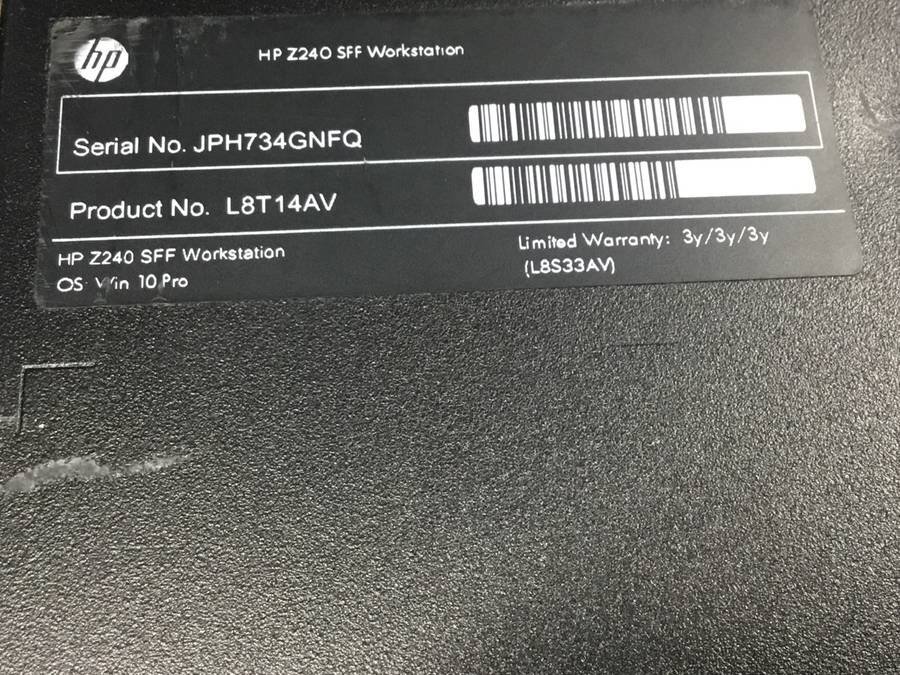 hp
HP Z240 SFF Workstation
Serial No. JPH734GNFQ
Product No. L8T14AV
HP Z240 SFF Workstation
OS Win 10 Pro
Limited Warranty: 3y/3y/3y
(L8S33AV)